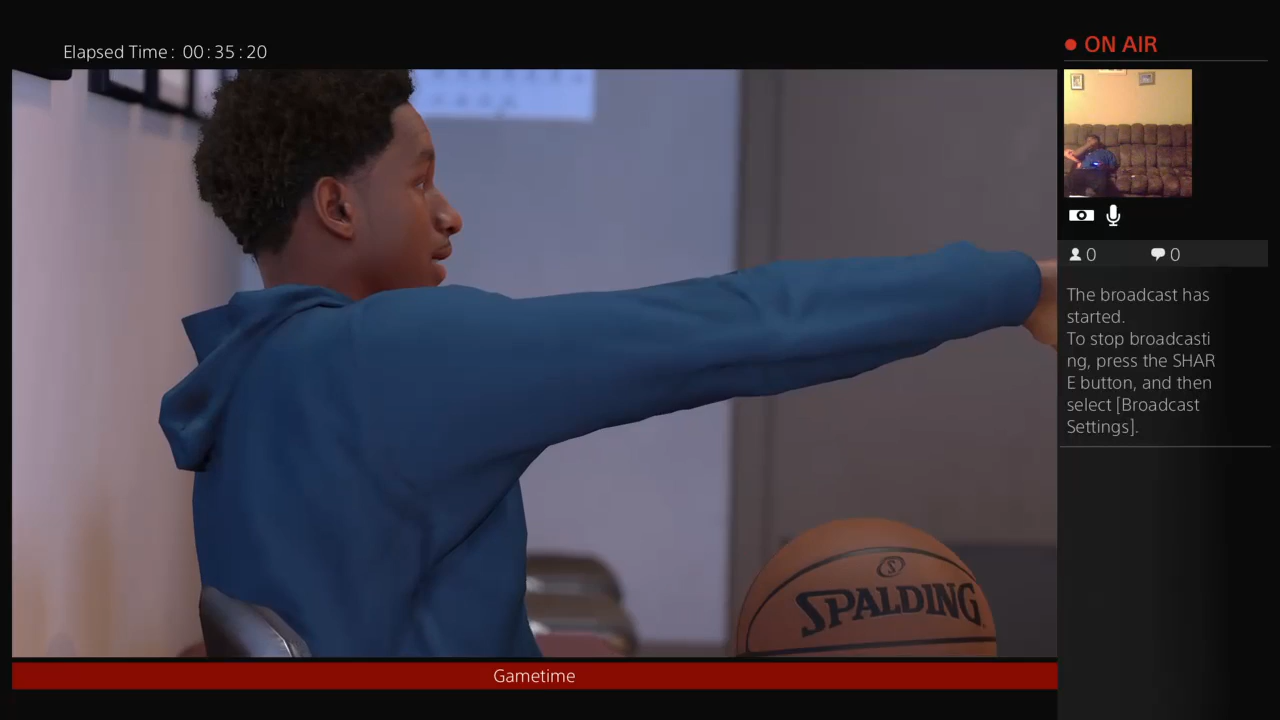 Elapsed Time: 00:35:20
ON AIR
0
0
The broadcast has
started.
To stop broadcasti
ng, press the SHAR
E button, and then
select [Broadcast
Settings].
S
SPALDING
Gametime